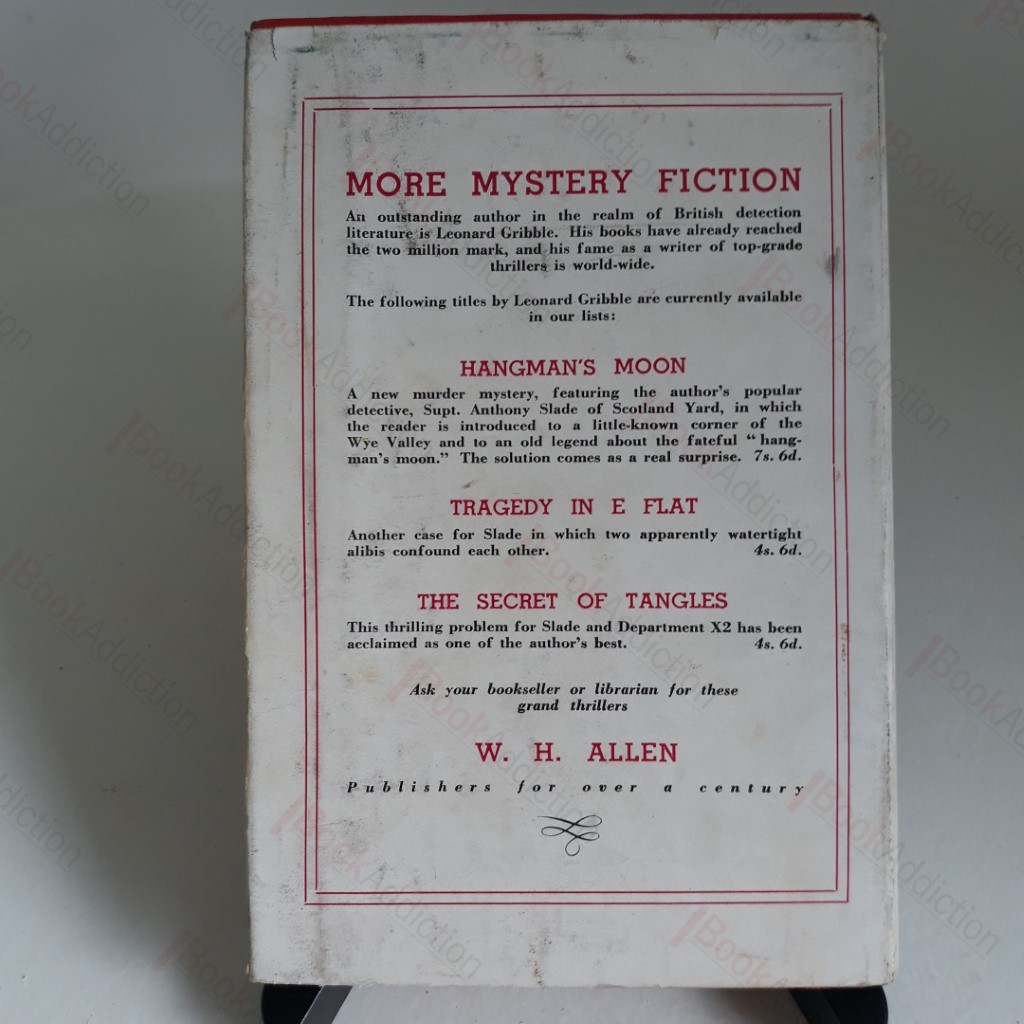 MORE MYSTERY FICTION
An outstanding author in the realm of British detection
literature is Leonard Gribble. His books have already reached
the two million mark, and his fame as a writer of top-grade
thrillers is world-wide.
The following titles by Leonard Gribble are currently available
in our lists:
HANGMAN'S MOON
A new murder mystery, featuring the author's popular
detective, Supt. Anthony Slade of Scotland Yard, in which
the reader is introduced to a little-known corner of the
Wye Valley and to an old legend about the fateful "hang-
man's moon." The solution comes as a real surprise. 7s. 6d.
TRAGEDY IN E FLAT
Another case for Slade in which two apparently watertight
alibis confound each other. 4s. 6d.
THE SECRET OF TANGLES
This thrilling problem for Slade and Department X2 has been
acclaimed as one of the author's best. 4s. 6d.
Ask your bookseller or librarian for these
grand thrillers
W. H. ALLEN
Publishers for over a century
BookAddiction